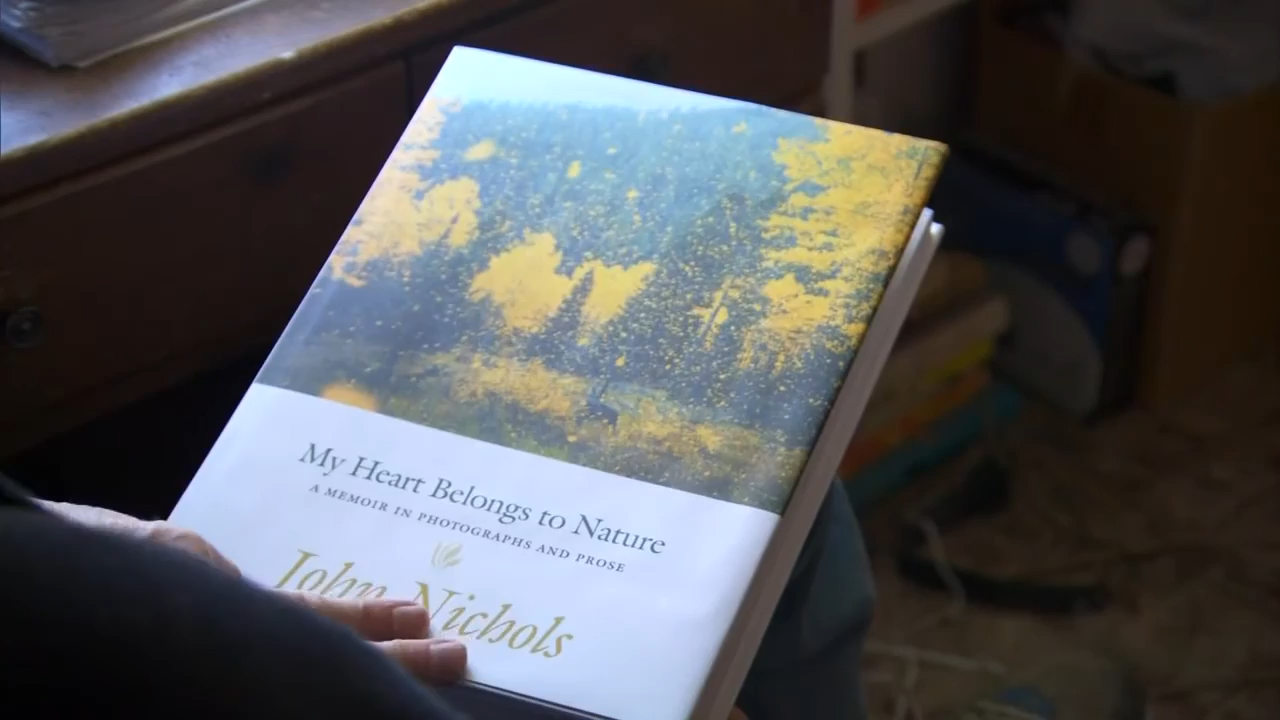 My Heart Belongs to Nature
A MEMOIR IN PHOTOGRAPHS AND PROSE
John Nichols